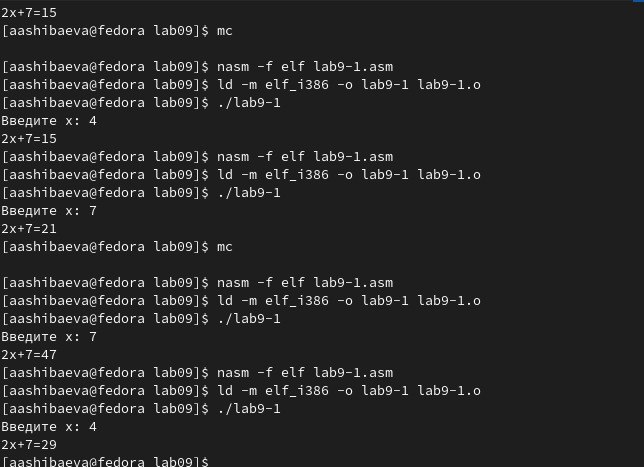 2x+7=15
[aashibaeva@fedora lab09]$ mc
[aashibaeva@fedora lab09]$ nasm -f elf lab9-1.asm
[aashibaeva@fedora lab09]$ ld -m elf_i386 -o lab9-1 lab9-1.o
[aashibaeva@fedora lab09]$ ./lab9-1
Введите x: 4
2x+7=15
[aashibaeva@fedora lab09]$ nasm -f elf lab9-1.asm
[aashibaeva@fedora lab09]$ ld -m elf_i386 -o lab9-1 lab9-1.o
[aashibaeva@fedora lab09]$ ./lab9-1
Введите x: 7
2x+7=21
[aashibaeva@fedora lab09]$ mc
[aashibaeva@fedora lab09]$ nasm -f elf lab9-1.asm
[aashibaeva@fedora lab09]$ ld -m elf_i386 -o lab9-1 lab9-1.o
[aashibaeva@fedora lab09]$ ./lab9-1
Введите x: 7
2x+7=47
[aashibaeva@fedora lab09]$ nasm -f elf lab9-1.asm
[aashibaeva@fedora lab09]$ ld -m elf_i386 -o lab9-1 lab9-1.o
[aashibaeva@fedora lab09]$ ./lab9-1
Введите x: 4
2x+7=29
[aashibaeva@fedora lab09]$